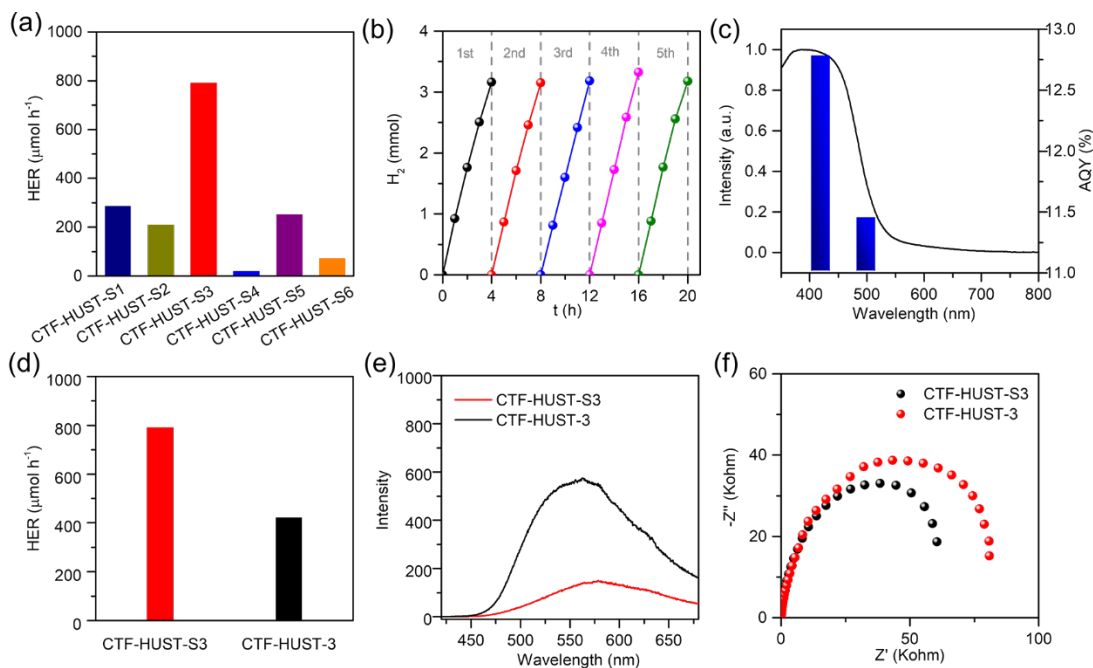 (a)
HER (μmol h⁻¹)
1000
800
600
400
200
0
CTF-HUST-S1
CTF-HUST-S2
CTF-HUST-S3
CTF-HUST-S4
CTF-HUST-S5
CTF-HUST-S6
(b)
H₂ (mmol)
4
3
2
1
0
1st 2nd 3rd 4th 5th
0 4 8 12 16 20
t (h)
(c)
Intensity (a.u.)
1.0
0.8
0.6
0.4
0.2
0.0
13.0
12.5
12.0
11.5
11.0
AQY (%)
400 500 600 700 800
Wavelength (nm)
(d)
HER (μmol h⁻¹)
1000
800
600
400
200
0
CTF-HUST-S3 CTF-HUST-3
(e)
Intensity
1000
800
600
400
200
0
CTF-HUST-S3
CTF-HUST-3
450 500 550 600 650
Wavelength (nm)
(f)
-Z'' (Kohm)
60
40
20
0
CTF-HUST-S3
CTF-HUST-3
0 50 100
Z' (Kohm)